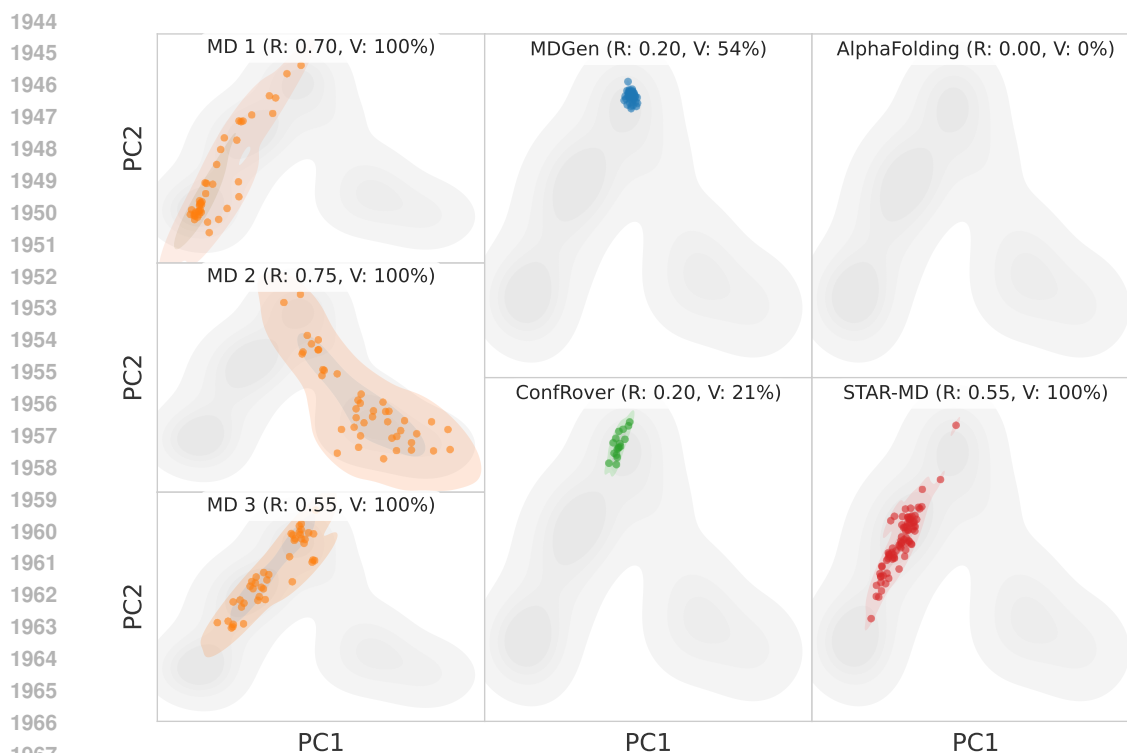 1944
1945
1946
1947
1948
1949
1950
1951
1952
1953
1954
1955
1956
1957
1958
1959
1960
1961
1962
1963
1964
1965
1966
1967
MD 1 (R: 0.70, V: 100%)
PC2
MD 2 (R: 0.75, V: 100%)
PC2
MD 3 (R: 0.55, V: 100%)
PC2
PC1
MDGen (R: 0.20, V: 54%)
ConfRover (R: 0.20, V: 21%)
PC1
AlphaFolding (R: 0.00, V: 0%)
STAR-MD (R: 0.55, V: 100%)
PC1